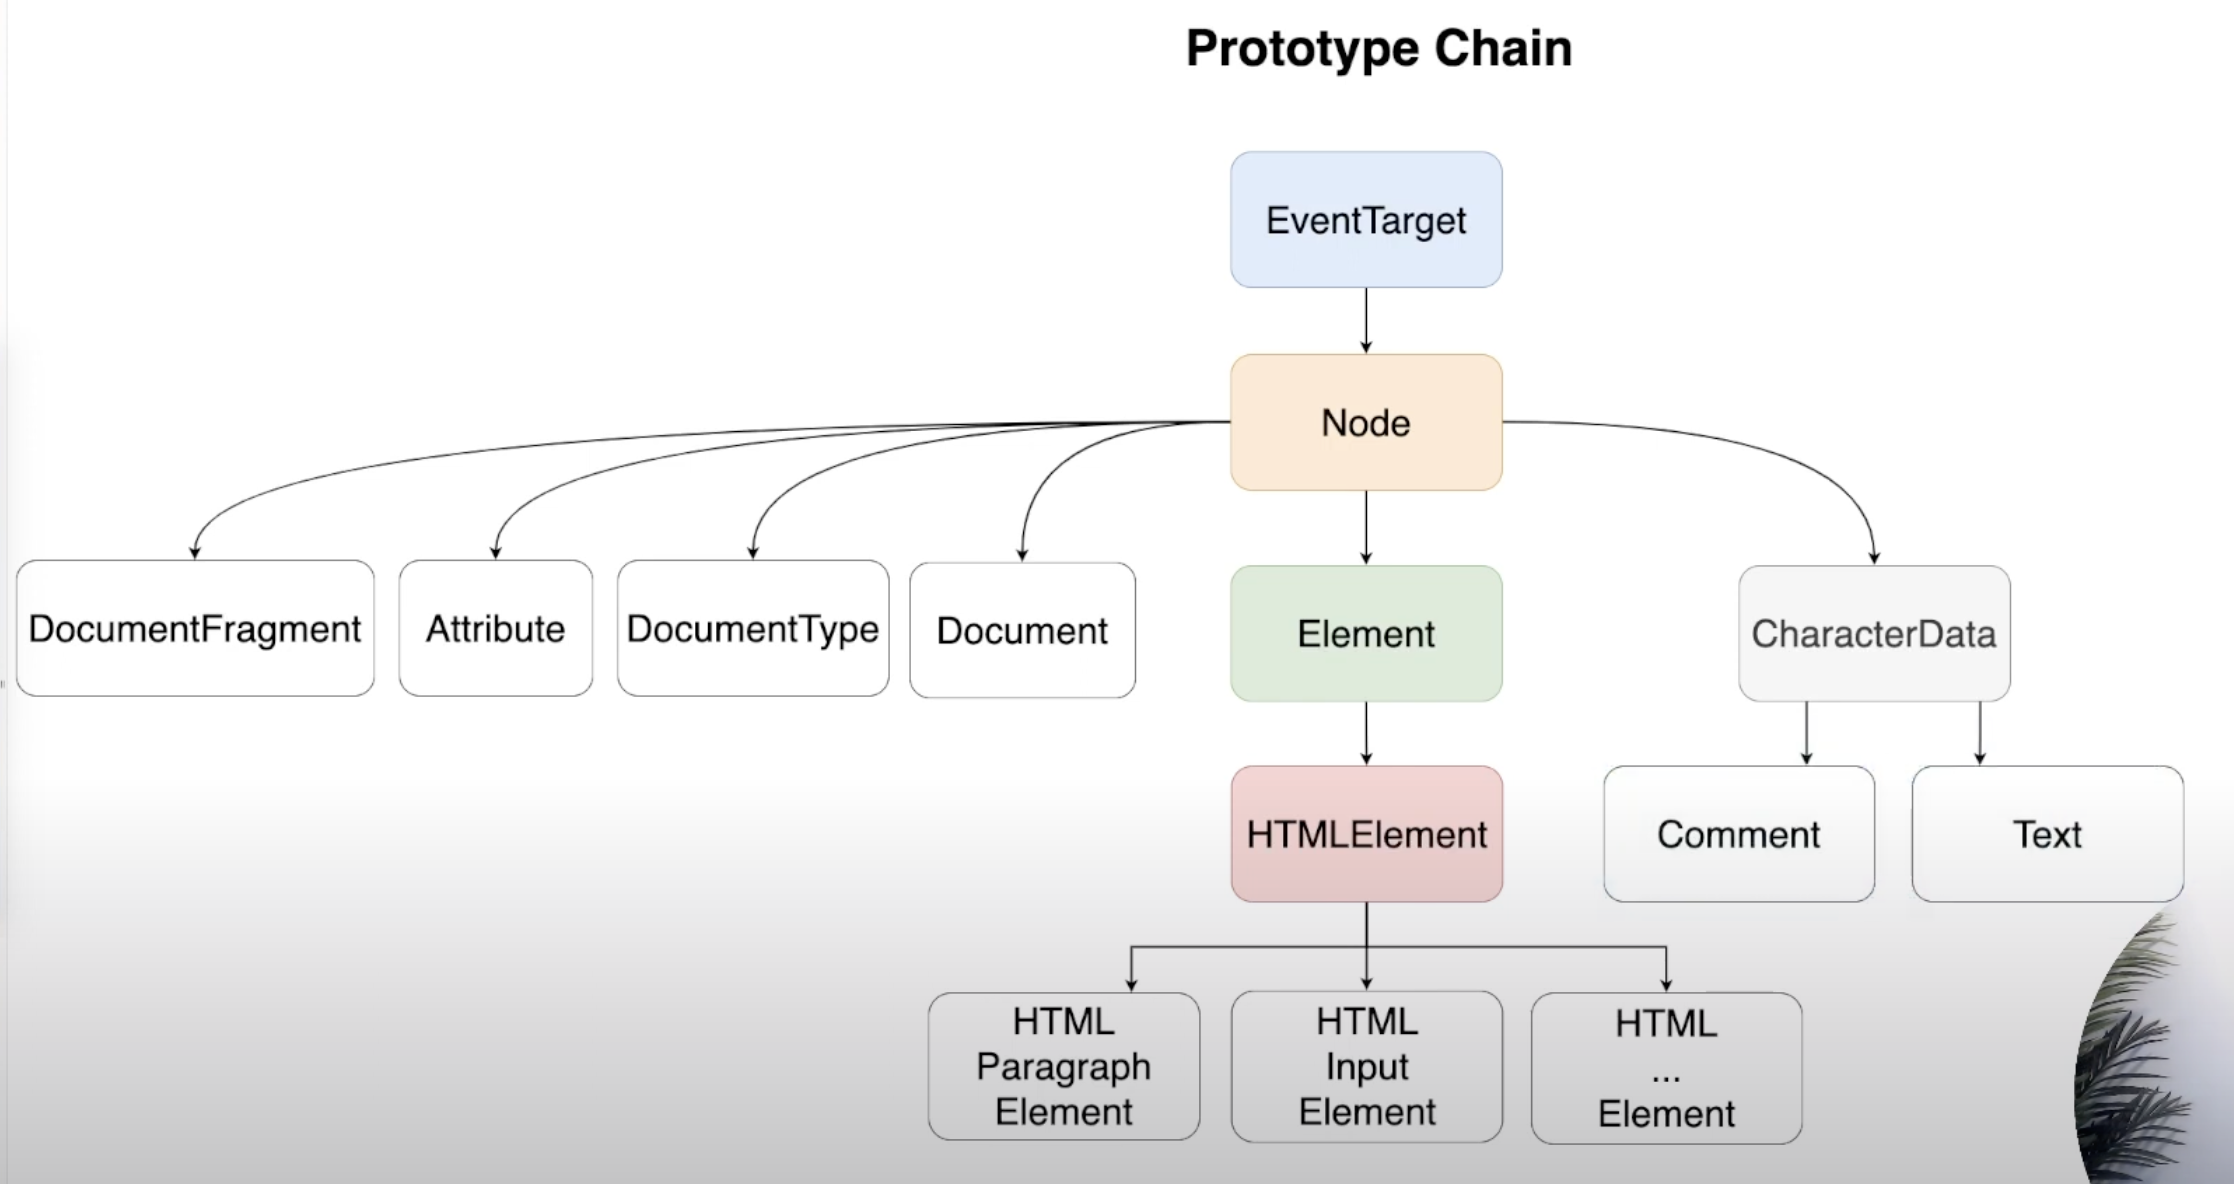 Prototype Chain
EventTarget
Node
DocumentFragment
Attribute
DocumentType
Document
Element
CharacterData
HTMLElement
Comment
Text
HTML
Paragraph
Element
HTML
Input
Element
HTML
...
Element